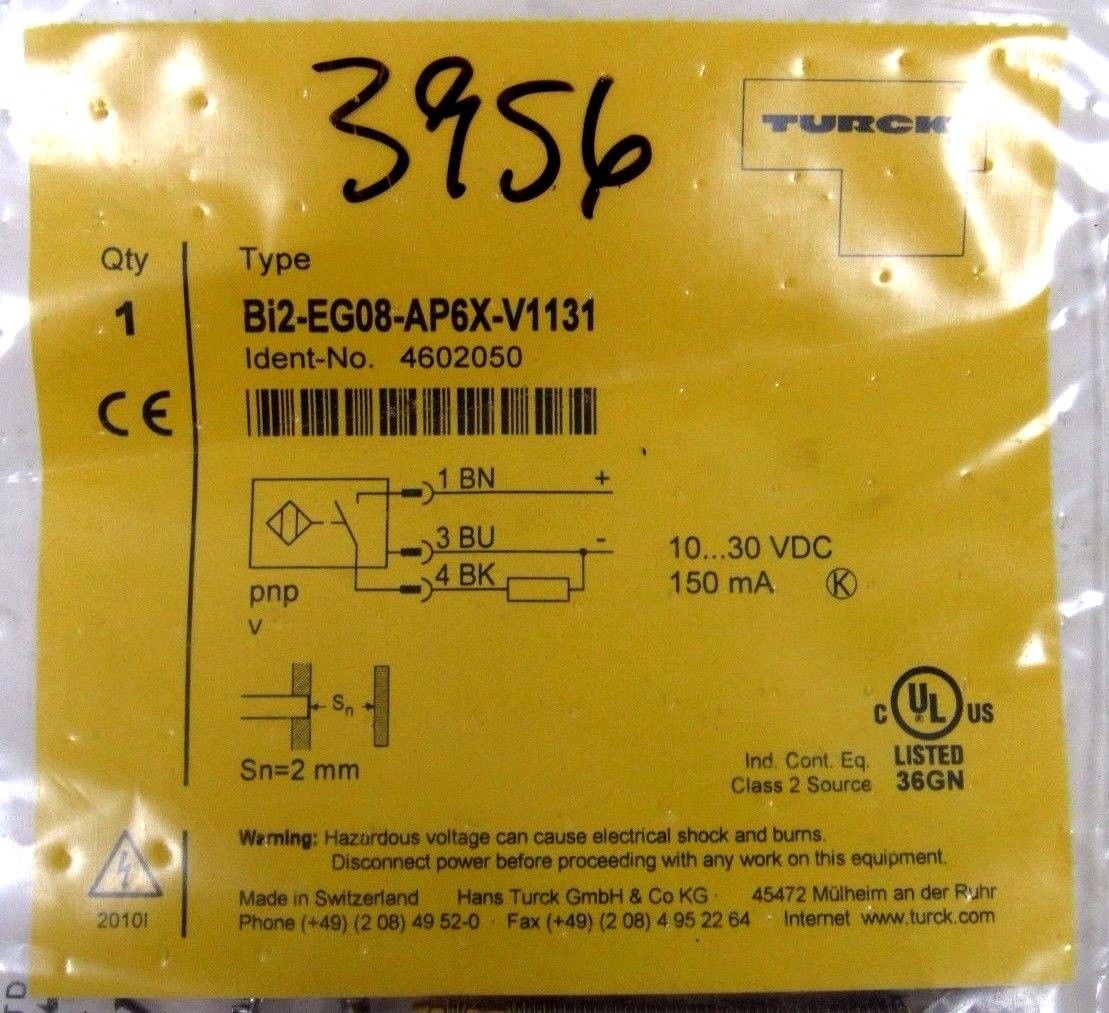 3956
TURCK
Qty
Type
1
Bi2-EG08-AP6X-V1131
Ident-No. 4602050
CE
1 BN +
3 BU -
4 BK
pnp
v
10...30 VDC
150 mA K
Sn
Sn=2 mm
C UL US
®
LISTED
36GN
Ind. Cont. Eq.
Class 2 Source
Warning: Hazardous voltage can cause electrical shock and burns.
Disconnect power before proceeding with any work on this equipment.
2010I
Made in Switzerland Hans Turck GmbH & Co KG · 45472 Mülheim an der Ruhr
Phone (+49) (2 08) 49 52-0 · Fax (+49) (2 08) 4 95 22 64 · Internet www.turck.com
TD